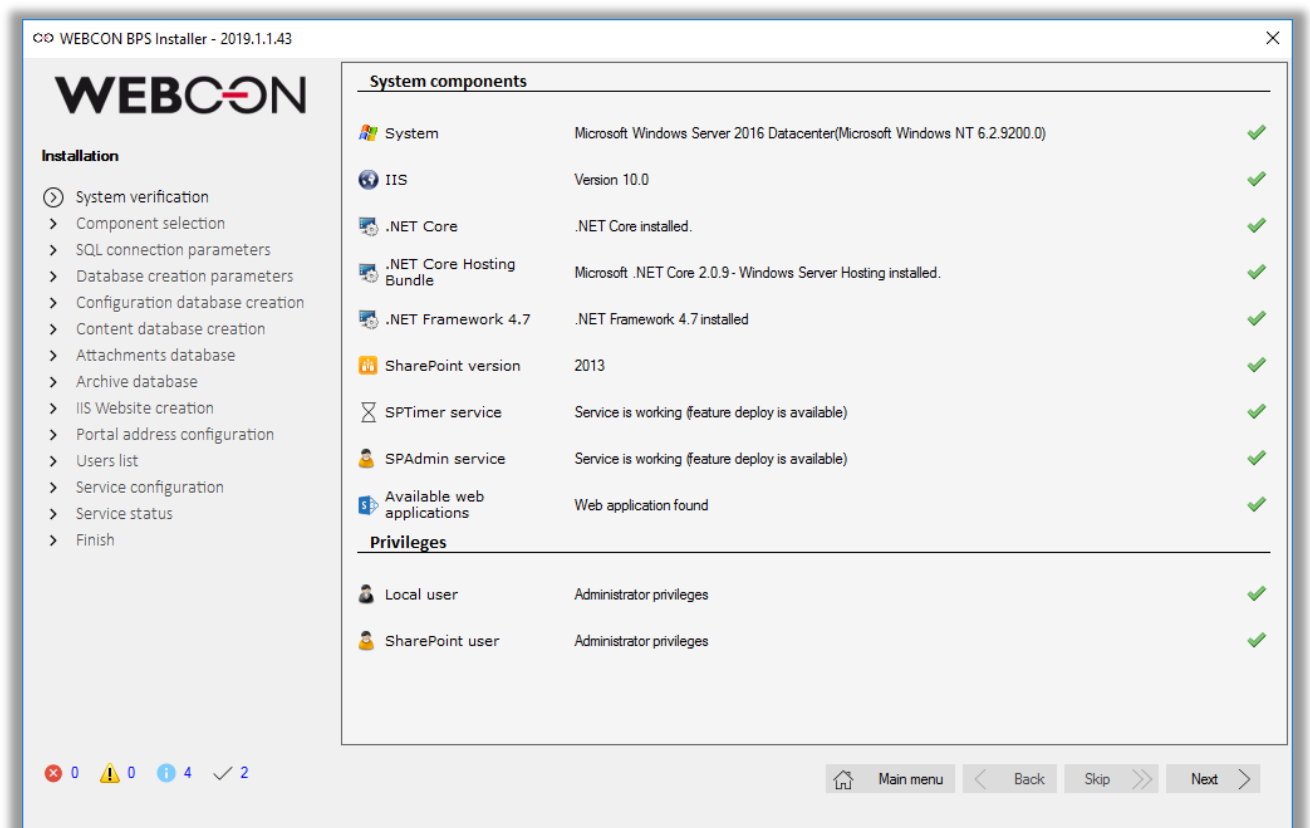 WEBCON BPS Installer - 2019.1.1.43
WEBCON
Installation
System verification
Component selection
SQL connection parameters
Database creation parameters
Configuration database creation
Content database creation
Attachments database
Archive database
IIS Website creation
Portal address configuration
Users list
Service configuration
Service status
Finish
System components
System Microsoft Windows Server 2016 Datacenter(Microsoft Windows NT 6.2.9200.0)
IIS Version 10.0
.NET Core .NET Core installed.
.NET Core Hosting
Bundle Microsoft .NET Core 2.0.9 - Windows Server Hosting installed.
.NET Framework 4.7 .NET Framework 4.7 installed
SharePoint version 2013
SPTimer service Service is working (feature deploy is available)
SPAdmin service Service is working (feature deploy is available)
Available web
applications Web application found
Privileges
Local user Administrator privileges
SharePoint user Administrator privileges
0 0 4 2
Main menu Back Skip Next